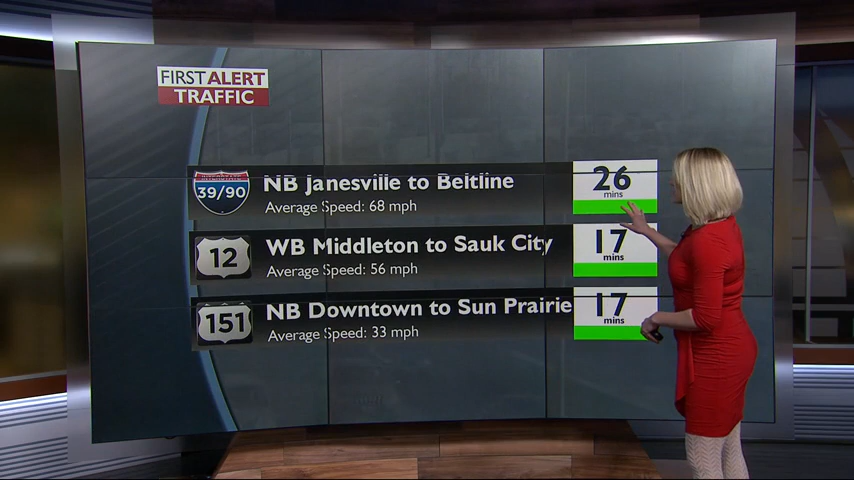 FIRST ALERT
TRAFFIC
39/90
NB Janesville to Beltline
Average Speed: 68 mph
26
mins
12
WB Middleton to Sauk City
Average Speed: 56 mph
17
mins
151
NB Downtown to Sun Prairie
Average Speed: 33 mph
17
mins